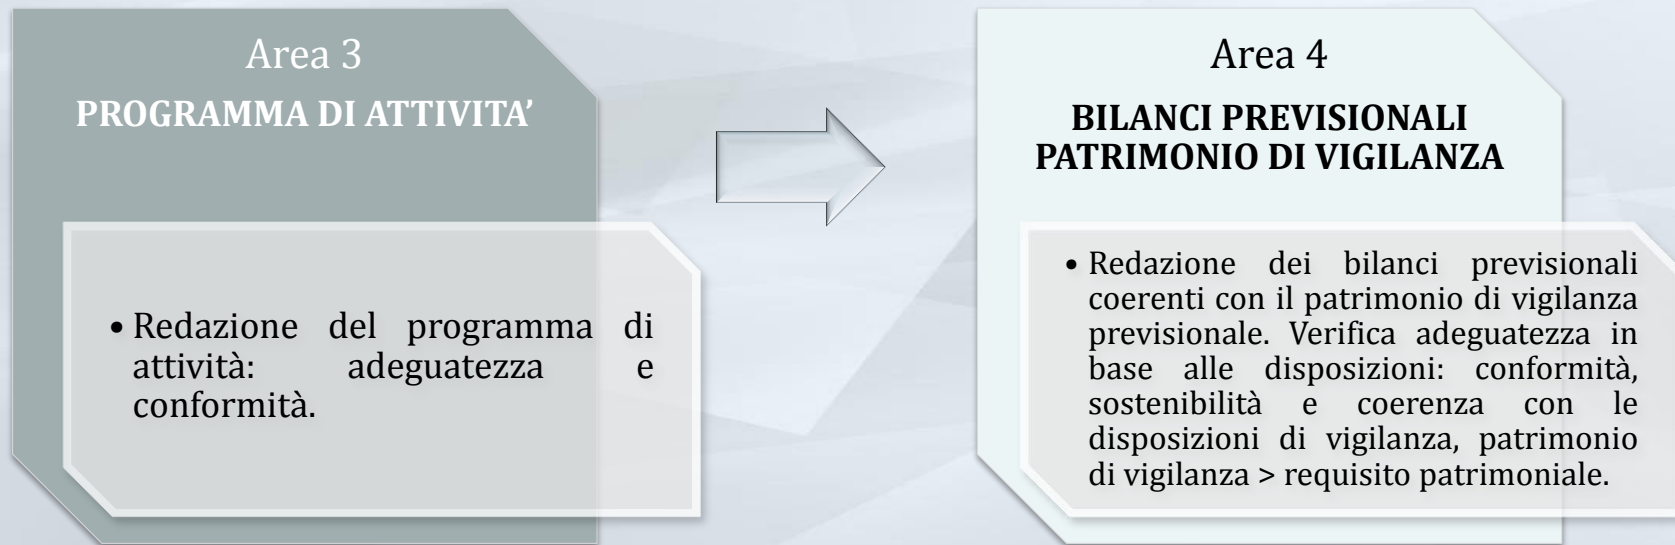 Area 3
PROGRAMMA DI ATTIVITA’
• Redazione del programma di
attività: adeguatezza e
conformità.
Area 4
BILANCI PREVISIONALI
PATRIMONIO DI VIGILANZA
• Redazione dei bilanci previsionali
coerenti con il patrimonio di vigilanza
previsionale. Verifica adeguatezza in
base alle disposizioni: conformità,
sostenibilità e coerenza con le
disposizioni di vigilanza, patrimonio
di vigilanza > requisito patrimoniale.